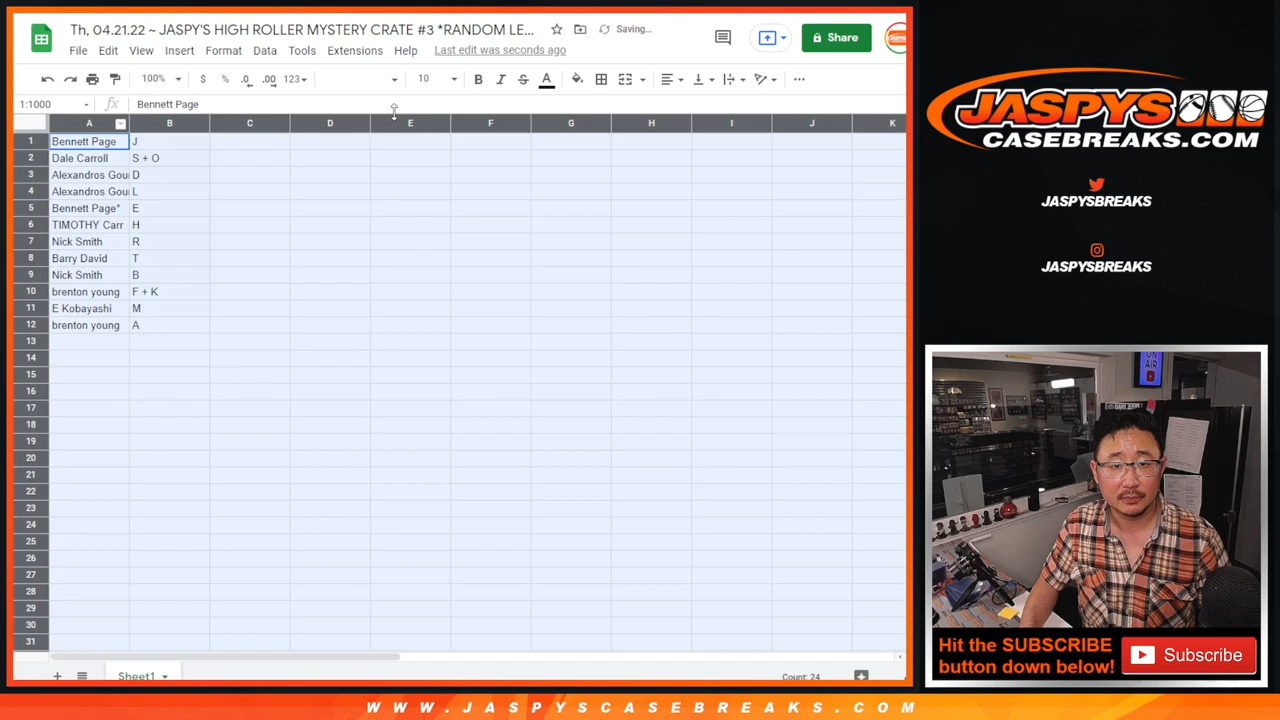 Th, 04.21.22 ~ JASPY'S HIGH ROLLER MYSTERY CRATE #3 *RANDOM LE...
Saving...
Share
File Edit View Insert Format Data Tools Extensions Help Last edit was seconds ago
100% $ % .0 .00 123 10 B I S A
1:1000 fx Bennett Page
A B C D E F G H I J K
1 Bennett Page J
2 Dale Carroll S + O
3 Alexandros Gou D
4 Alexandros Gou L
5 Bennett Page* E
6 TIMOTHY Carr H
7 Nick Smith R
8 Barry David T
9 Nick Smith B
10 brenton young F + K
11 E Kobayashi M
12 brenton young A
13
14
15
16
17
18
19
20
21
22
23
24
25
26
27
28
29
30
31
Sheet1
Count: 24
JASPYS
CASEBREAKS.COM
JASPYSBREAKS
JASPYSBREAKS
ON
AIR
Hit the SUBSCRIBE
button down below!
Subscribe
WWW.JASPYSCASEBREAKS.COM